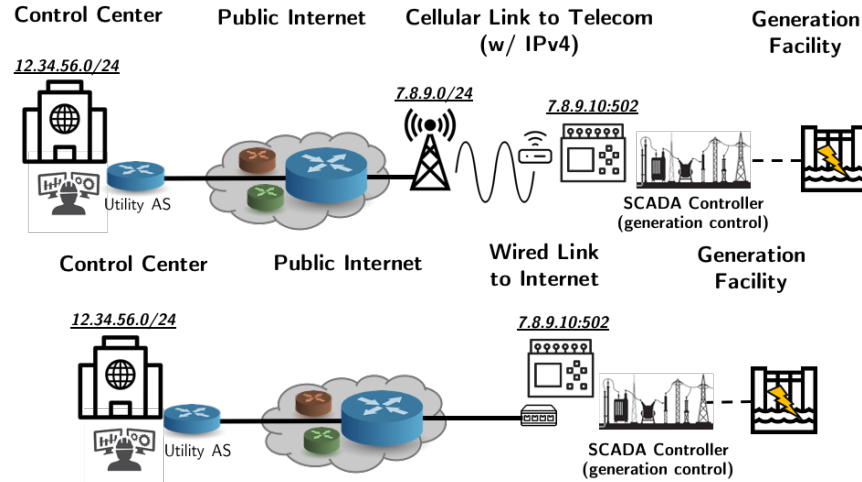 Control Center
Public Internet
Cellular Link to Telecom
(w/ IPv4)
Generation
Facility
12.34.56.0/24
7.8.9.0/24
7.8.9.10:502
Utility AS
SCADA Controller
(generation control)
Control Center
Public Internet
Wired Link
to Internet
Generation
Facility
12.34.56.0/24
7.8.9.10:502
Utility AS
SCADA Controller
(generation control)